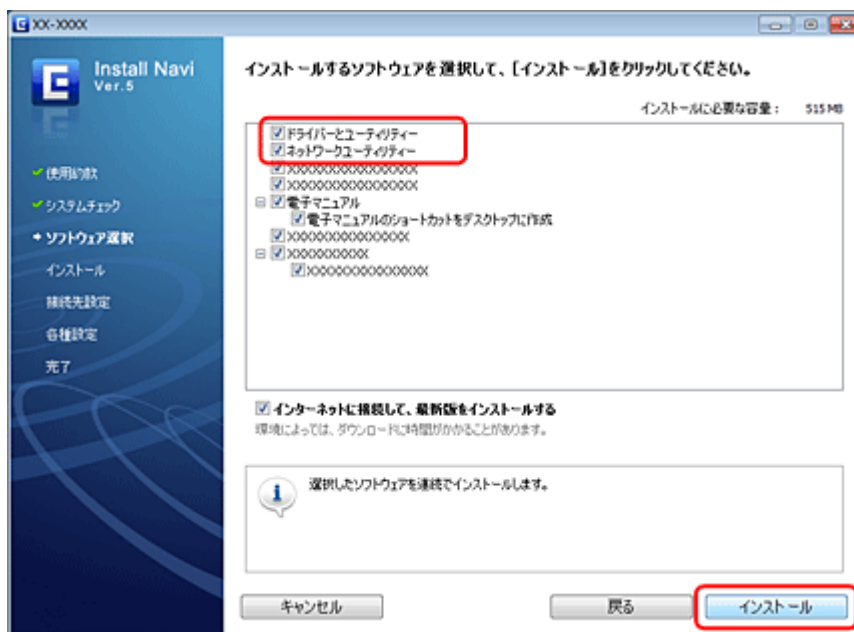 XX-XXXX
Install Navi
Ver.5
インストールするソフトウェアを選択して、[インストール]をクリックしてください。
インストールに必要な容量: 515 MB
使用約款
システムチェック
ソフトウェア選択
インストール
接続先設定
各種設定
完了
ドライバーとユーティリティー
ネットワークユーティリティー
XXXXXXXXXXXXXXXX
XXXXXXXXXXXXXXXX
電子マニュアル
電子マニュアルのショートカットをデスクトップに作成
XXXXXXXXXXXXXXX
XXXXXXXXXX
XXXXXXXXXXXXXXX
インターネットに接続して、最新版をインストールする
環境によっては、ダウンロードに時間がかかることがあります。
選択したソフトウェアを連続でインストールします。
キャンセル
戻る
インストール